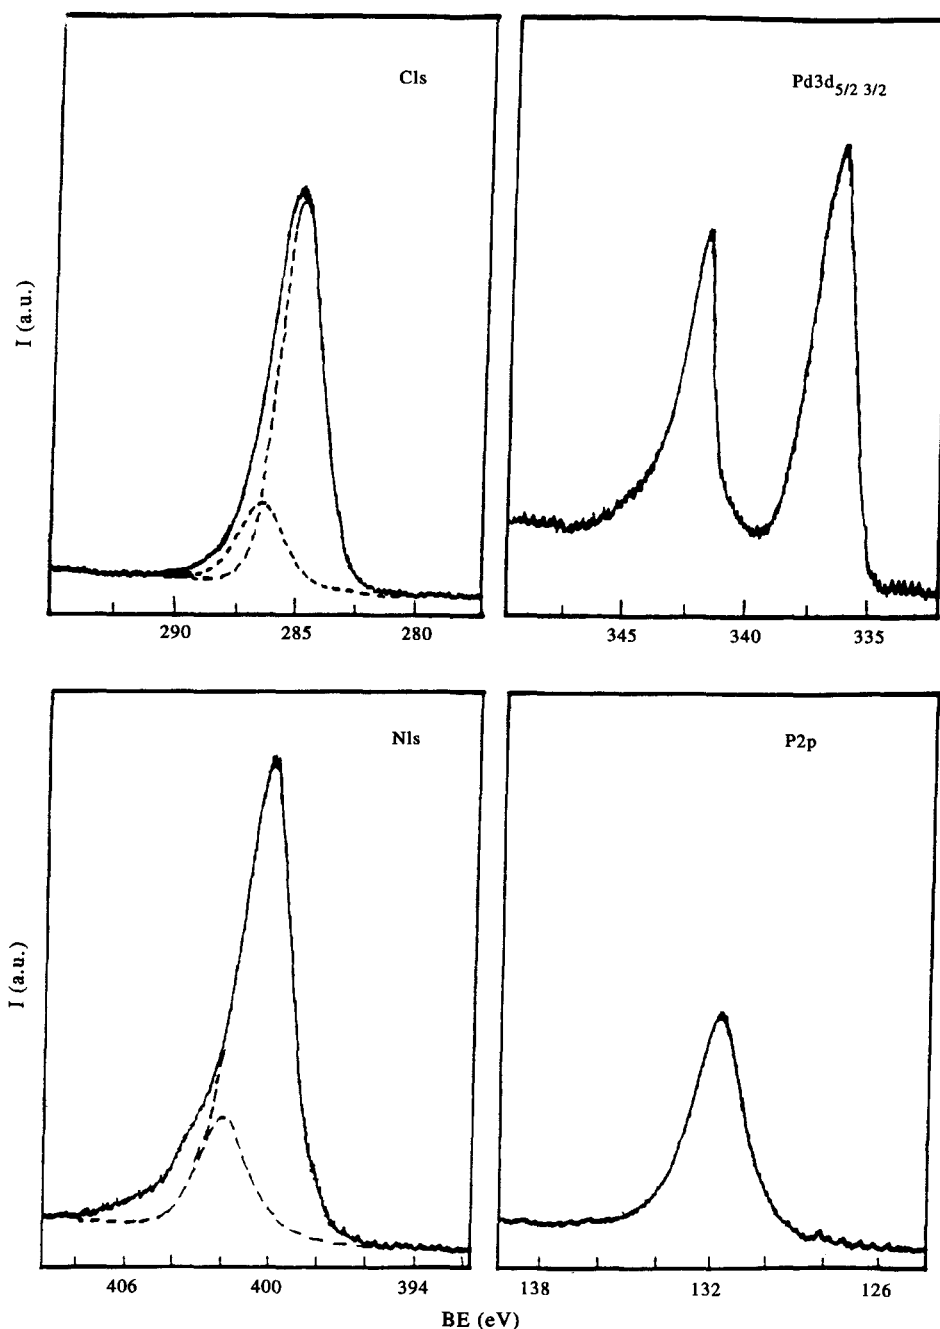 Cls
Pd3d5/2 3/2
I (a.u.)
290 285 280
345 340 335
Nls
P2p
I (a.u.)
406 400 394
138 132 126
BE (eV)